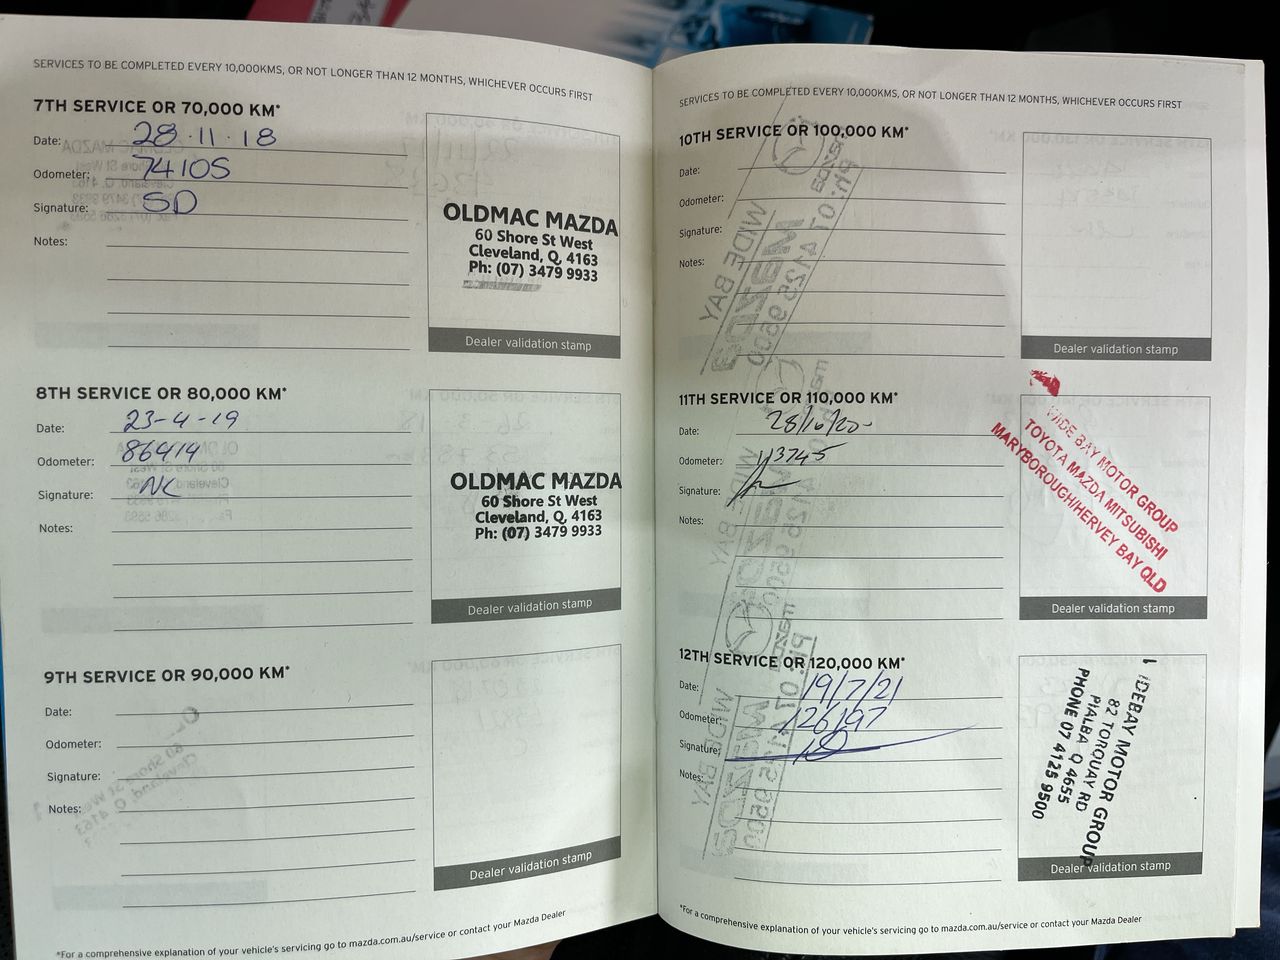 SERVICES TO BE COMPLETED EVERY 10,000KMS, OR NOT LONGER THAN 12 MONTHS, WHICHEVER OCCURS FIRST
7TH SERVICE OR 70,000 KM*
Date: 28·11·18
Odometer: 74105
Signature: SD
Notes:
OLDMAC MAZDA
60 Shore St West
Cleveland, Q, 4163
Ph: (07) 3479 9933
Dealer validation stamp
8TH SERVICE OR 80,000 KM*
Date: 23-4-19
Odometer: 86414
Signature: NC
Notes:
OLDMAC MAZDA
60 Shore St West
Cleveland, Q, 4163
Ph: (07) 3479 9933
Dealer validation stamp
9TH SERVICE OR 90,000 KM*
Date:
Odometer:
Signature:
Notes:
Dealer validation stamp
*For a comprehensive explanation of your vehicle's servicing go to mazda.com.au/service or contact your Mazda Dealer
SERVICES TO BE COMPLETED EVERY 10,000KMS, OR NOT LONGER THAN 12 MONTHS, WHICHEVER OCCURS FIRST
10TH SERVICE OR 100,000 KM*
Date:
Odometer:
Signature:
Notes:
Dealer validation stamp
11TH SERVICE OR 110,000 KM*
Date:
Odometer: 113745
Signature:
Notes:
WIDE BAY MOTOR GROUP
TOYOTA MAZDA MITSUBISHI
MARYBOROUGH/HERVEY BAY QLD
Dealer validation stamp
12TH SERVICE OR 120,000 KM*
Date: 19/7/21
Odometer: 126197
Signature:
Notes:
IDEBAY MOTOR GROUP
82 TORQUAY RD
PIALBA Q 4655
PHONE 07 4125 9500
Dealer validation stamp
*For a comprehensive explanation of your vehicle's servicing go to mazda.com.au/service or contact your Mazda Dealer